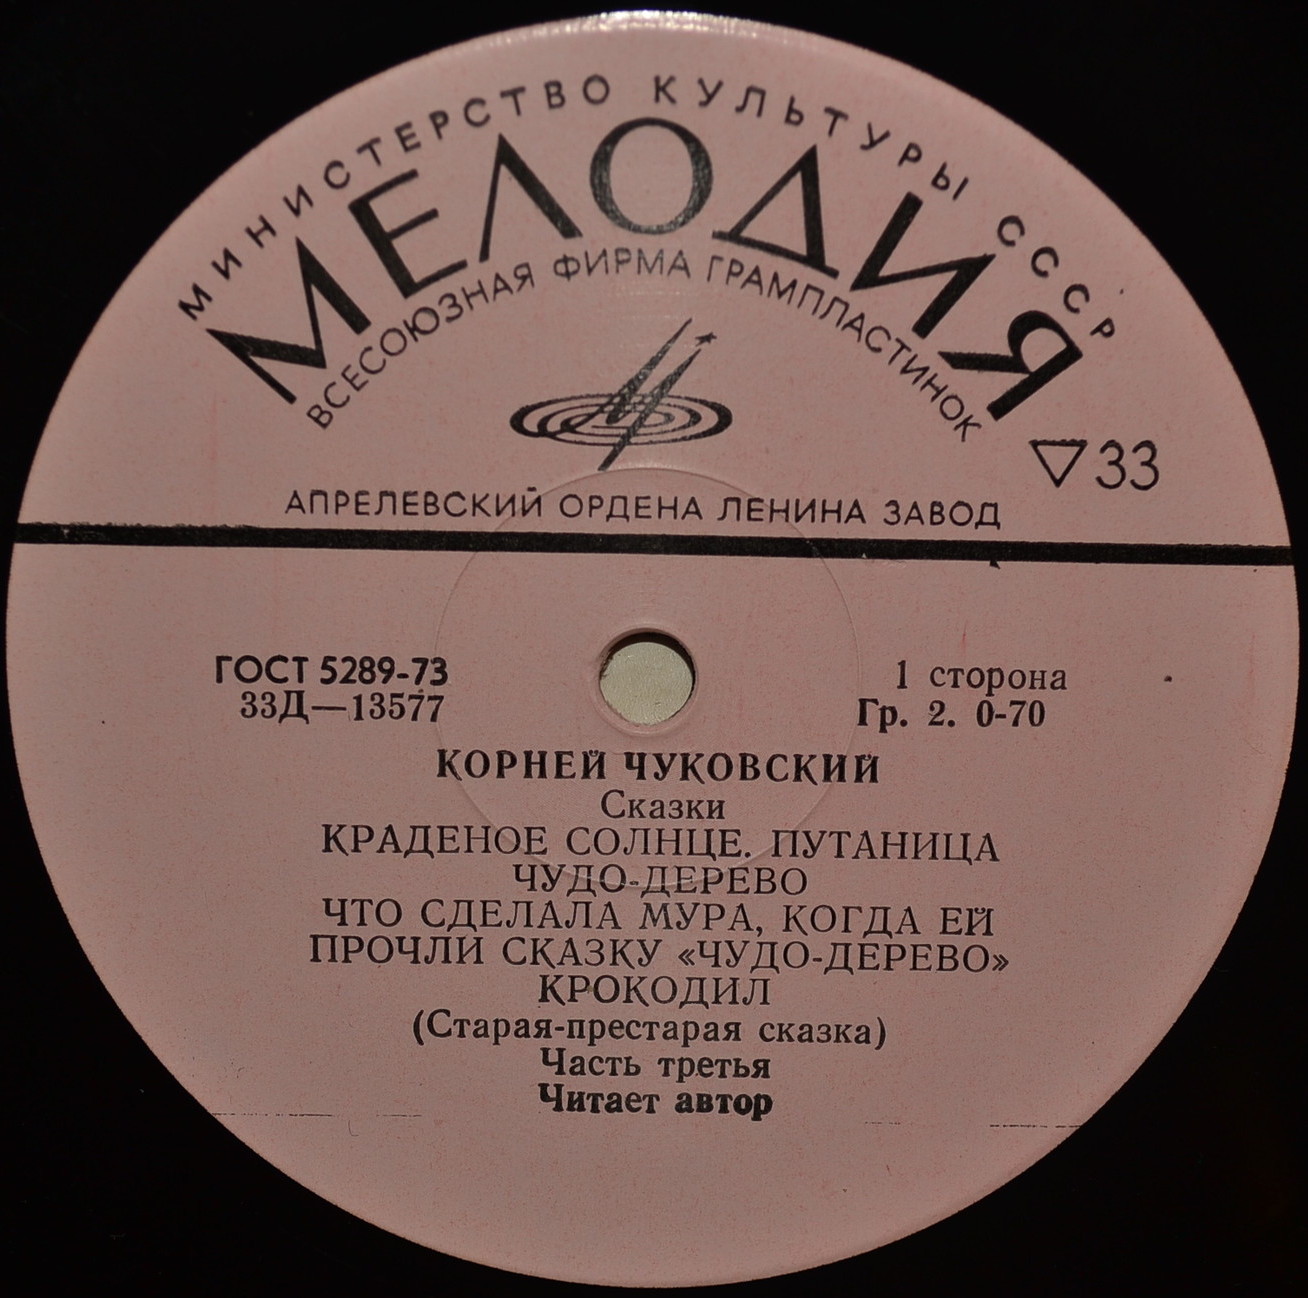 МИНИСТЕРСТВО КУЛЬТУРЫ СССР
МЕЛОДИЯ
ВСЕСОЮЗНАЯ ФИРМА ГРАМПЛАСТИНОК
▽33
АПРЕЛЕВСКИЙ ОРДЕНА ЛЕНИНА ЗАВОД
ГОСТ 5289-73
33Д—13577
1 сторона
Гр. 2. 0-70
КОРНЕЙ ЧУКОВСКИЙ
Сказки
КРАДЕНОЕ СОЛНЦЕ. ПУТАНИЦА
ЧУДО-ДЕРЕВО
ЧТО СДЕЛАЛА МУРА, КОГДА ЕЙ
ПРОЧЛИ СКАЗКУ «ЧУДО-ДЕРЕВО»
КРОКОДИЛ
(Старая-престарая сказка)
Часть третья
Читает автор